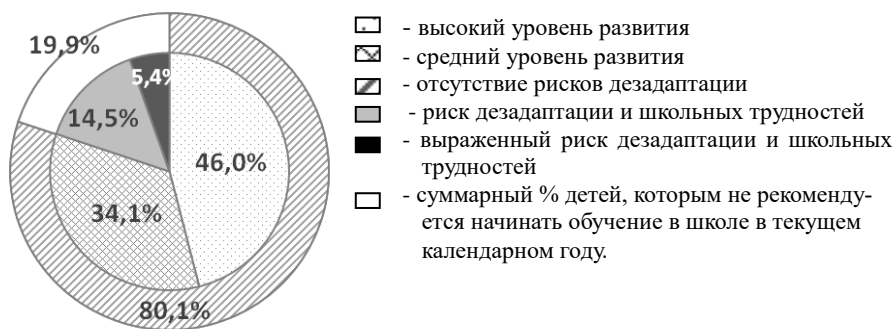 19,9%
5,4%
14,5%
46,0%
34,1%
80,1%
- высокий уровень развития
- средний уровень развития
- отсутствие рисков дезадаптации
- риск дезадаптации и школьных трудностей
- выраженный риск дезадаптации и школьных
трудностей
- суммарный % детей, которым не рекоменду-
ется начинать обучение в школе в текущем
календарном году.